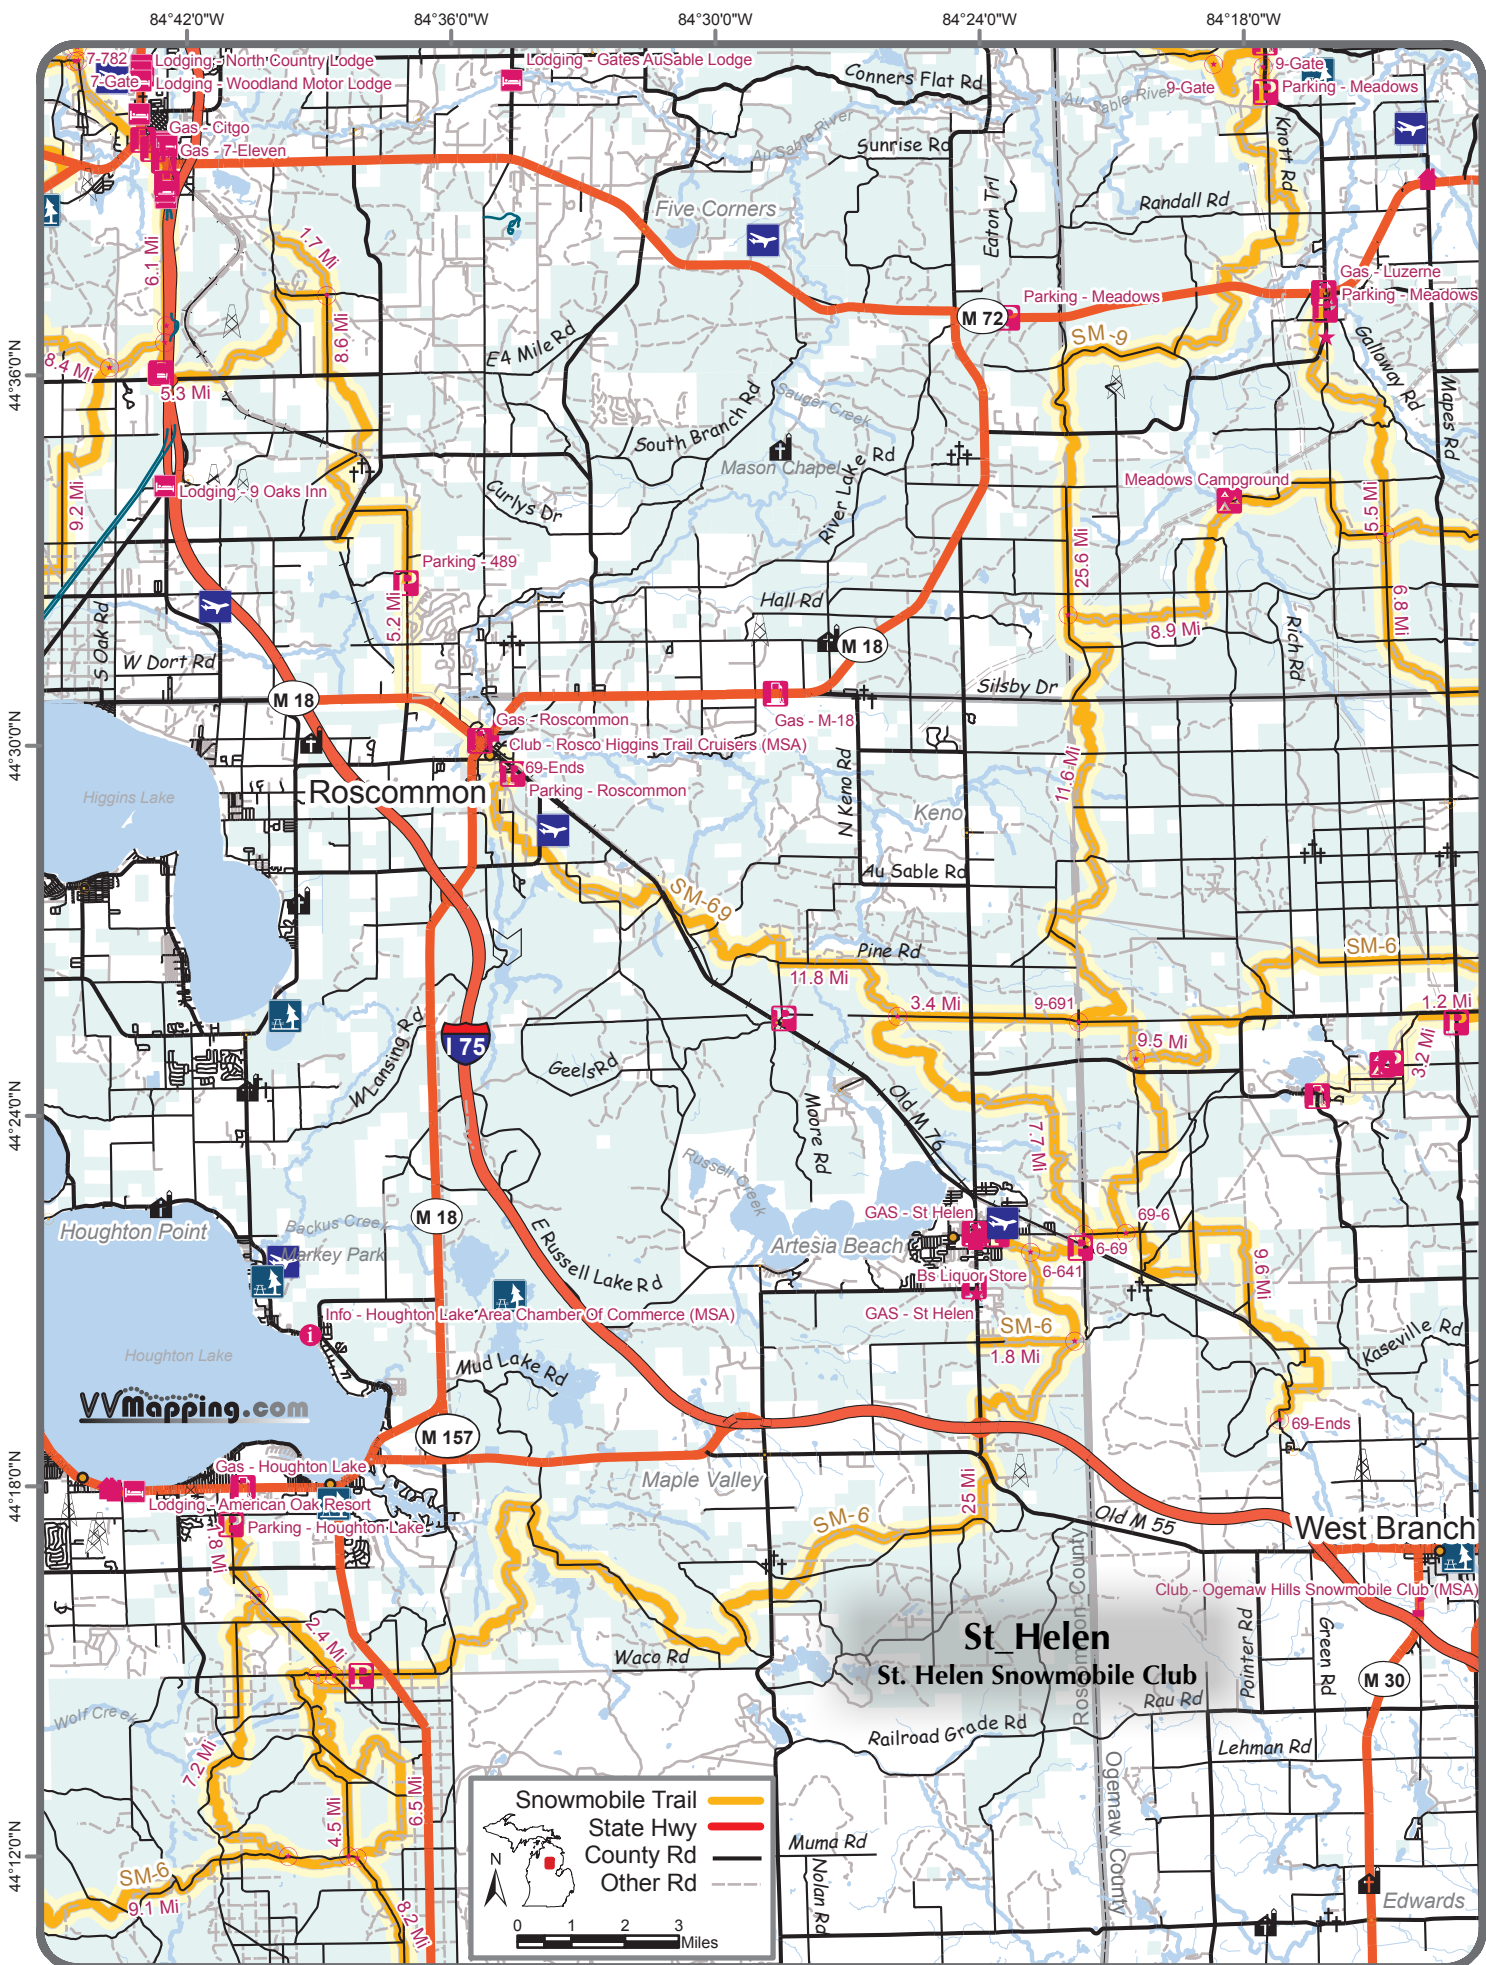 84°42'0"W
84°36'0"W
84°30'0"W
84°24'0"W
84°18'0"W
7-782
Lodging - North Country Lodge
7-Gate
Lodging - Woodland Motor Lodge
Lodging - Gates AuSable Lodge
Conners Flat Rd
Au Sable River
9-Gate
9-Gate
Parking - Meadows
Gas - Citgo
Gas - 7-Eleven
Au Sable River
Sunrise Rd
Knott Rd
Five Corners
Eaton Trl
Randall Rd
6.1 Mi
1.7 Mi
Gas - Luzerne
Parking - Meadows
Parking - Meadows
M 72
SM-9
8.6 Mi
E 4 Mile Rd
Galloway Rd
44°36'0"N
8.4 Mi
5.3 Mi
Mapes Rd
South Branch Rd
Sauger Creek
Mason Chapel
Rd
River Lake
Meadows Campground
Lodging - 9 Oaks Inn
9.2 Mi
Curlys Dr
5.5 Mi
25.6 Mi
Parking - 489
5.2 Mi
Hall Rd
6.8 Mi
8.9 Mi
Rich Rd
S Oak Rd
W Dort Rd
M 18
M 18
Silsby Dr
Gas - Roscommon
Gas - M-18
Club - Rosco Higgins Trail Cruisers (MSA)
44°30'0"N
69-Ends
Parking - Roscommon
Roscommon
Higgins Lake
N Keno Rd
Keno
11.6 Mi
Au Sable Rd
SM-69
Pine Rd
SM-6
11.8 Mi
3.4 Mi
9-691
1.2 Mi
W Lansing Rd
I 75
Geels Rd
9.5 Mi
3.2 Mi
44°24'0"N
Old M 76
Moore Rd
7.7 Mi
Russell Creek
M 18
Houghton Point
Backus Creek
Markey Park
E Russell Lake Rd
GAS - St Helen
69-6
Artesia Beach
6-69
6-641
9.6 Mi
Bs Liquor Store
Info - Houghton Lake Area Chamber Of Commerce (MSA)
GAS - St Helen
SM-6
1.8 Mi
Kaseville Rd
Houghton Lake
Mud Lake Rd
VVMapping.com
69-Ends
M 157
Gas - Houghton Lake
Maple Valley
44°18'0"N
Lodging - American Oak Resort
25 Mi
Parking - Houghton Lake
SM-6
Old M 55
West Branch
Club - Ogemaw Hills Snowmobile Club (MSA)
St_Helen
St. Helen Snowmobile Club
Roscommon County
2.4 Mi
Waco Rd
Pointer Rd
Green Rd
M 30
Rau Rd
Wolf Creek
Railroad Grade Rd
Lehman Rd
7.2 Mi
Ogemaw County
4.5 Mi
6.5 Mi
44°12'0"N
SM-6
9.1 Mi
8.2 Mi
Snowmobile Trail
State Hwy
County Rd
Other Rd
N
0 1 2 3
Miles
Muma Rd
Nolan Rd
Edwards